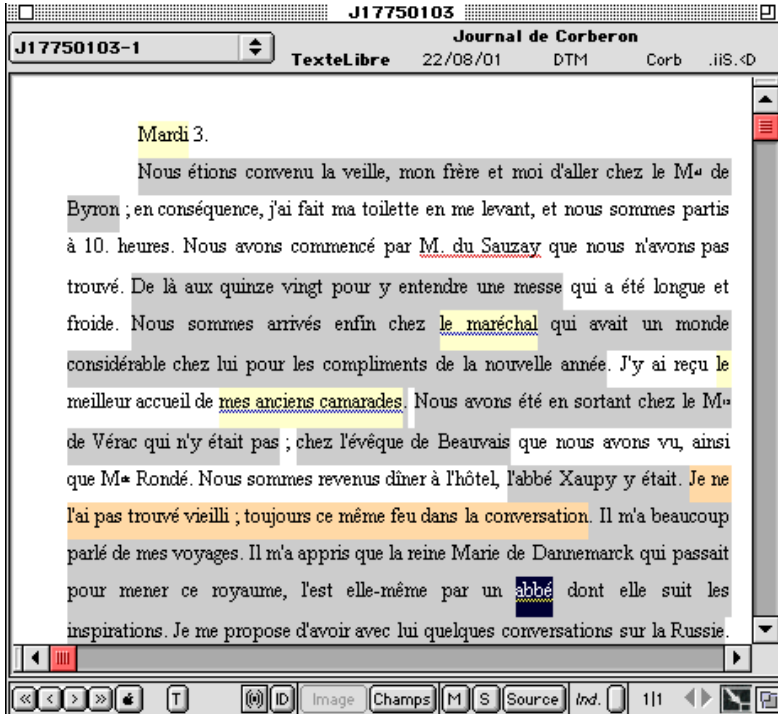 J17750103
J17750103-1
Journal de Corberon
TexteLibre 22/08/01 DTM Corb .iiS.<D
Mardi 3.
Nous étions convenu la veille, mon frère et moi d'aller chez le Mal de
Byron ; en conséquence, j'ai fait ma toilette en me levant, et nous sommes partis
à 10. heures. Nous avons commencé par M. du Sauzay que nous n'avons pas
trouvé. De là aux quinze vingt pour y entendre une messe qui a été longue et
froide. Nous sommes arrivés enfin chez le maréchal qui avait un monde
considérable chez lui pour les compliments de la nouvelle année. J'y ai reçu le
meilleur accueil de mes anciens camarades. Nous avons été en sortant chez le Mis
de Vérac qui n'y était pas ; chez l'évêque de Beauvais que nous avons vu, ainsi
que Me Rondé. Nous sommes revenus dîner à l'hôtel, l'abbé Xaupy y était. Je ne
l'ai pas trouvé vieilli ; toujours ce même feu dans la conversation. Il m'a beaucoup
parlé de mes voyages. Il m'a appris que la reine Marie de Dannemarck qui passait
pour mener ce royaume, l'est elle-même par un abbé dont elle suit les
inspirations. Je me propose d'avoir avec lui quelques conversations sur la Russie.
T ID Image Champs M S Source Ind. 1|1